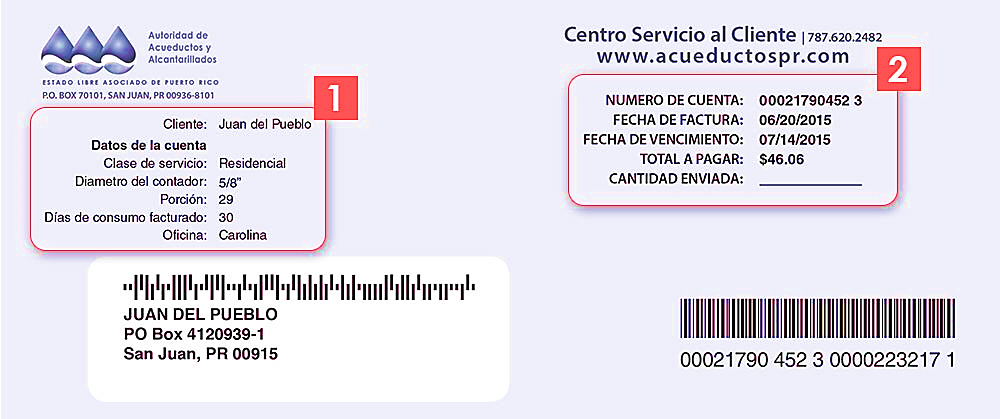 Autoridad de
Acueductos y
Alcantarillados
ESTADO LIBRE ASOCIADO DE PUERTO RICO
P.O. BOX 70101, SAN JUAN, PR 00936-8101
Centro Servicio al Cliente | 787.620.2482
www.acueductospr.com
1
Cliente: Juan del Pueblo
Datos de la cuenta
Clase de servicio: Residencial
Diametro del contador: 5/8”
Porción: 29
Días de consumo facturado: 30
Oficina: Carolina
2
NUMERO DE CUENTA: 00021790452 3
FECHA DE FACTURA: 06/20/2015
FECHA DE VENCIMIENTO: 07/14/2015
TOTAL A PAGAR: $46.06
CANTIDAD ENVIADA:
JUAN DEL PUEBLO
PO Box 4120939-1
San Juan, PR 00915
00021790 452 3 0000223217 1